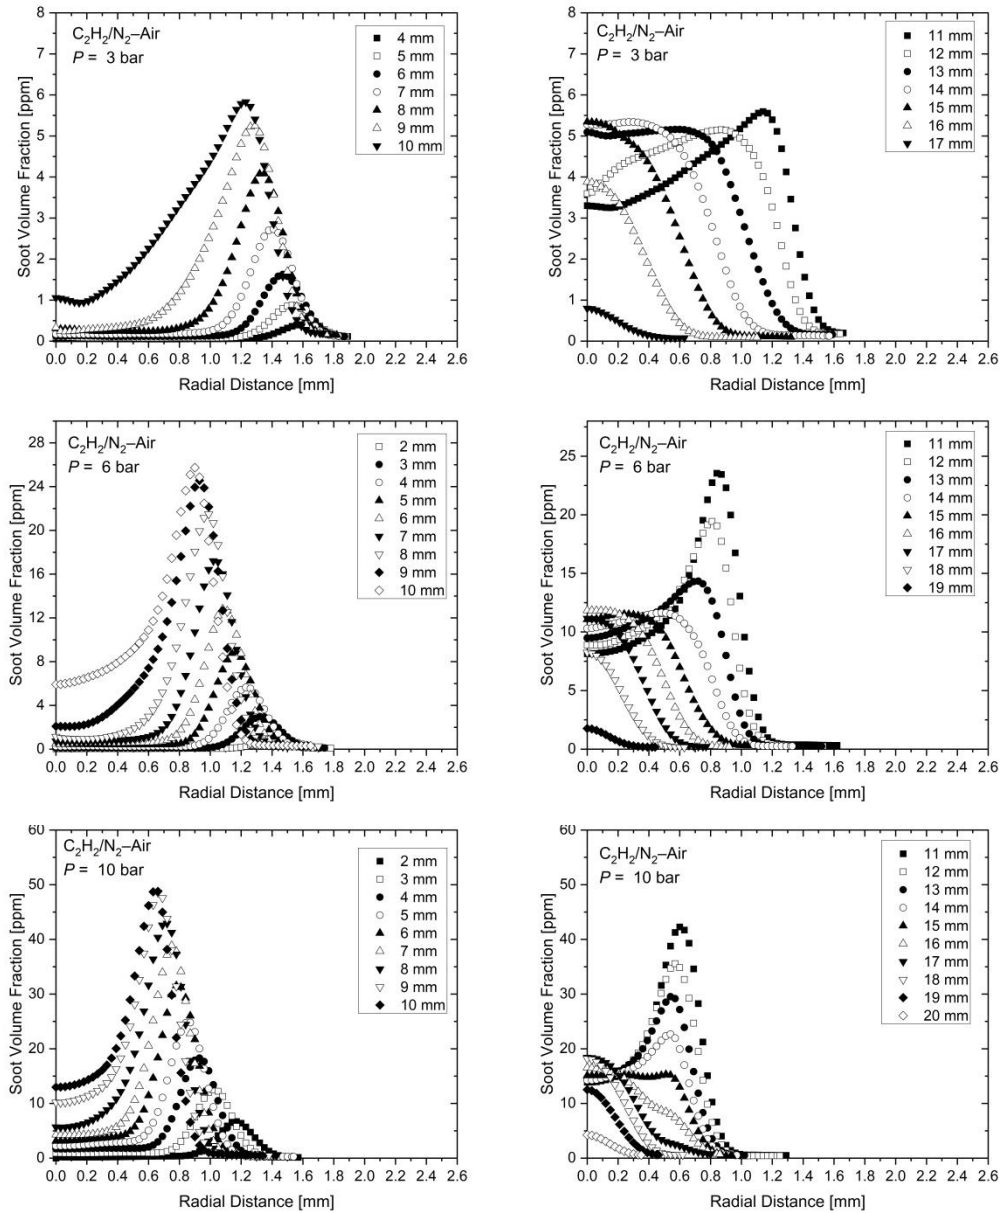 C₂H₂/N₂–Air
P = 3 bar
4 mm
5 mm
6 mm
7 mm
8 mm
9 mm
10 mm
Soot Volume Fraction [ppm]
8
7
6
5
4
3
2
1
0
0.0 0.2 0.4 0.6 0.8 1.0 1.2 1.4 1.6 1.8 2.0 2.2 2.4 2.6
Radial Distance [mm]
C₂H₂/N₂–Air
P = 3 bar
11 mm
12 mm
13 mm
14 mm
15 mm
16 mm
17 mm
Soot Volume Fraction [ppm]
8
7
6
5
4
3
2
1
0
0.0 0.2 0.4 0.6 0.8 1.0 1.2 1.4 1.6 1.8 2.0 2.2 2.4 2.6
Radial Distance [mm]
C₂H₂/N₂–Air
P = 6 bar
2 mm
3 mm
4 mm
5 mm
6 mm
7 mm
8 mm
9 mm
10 mm
Soot Volume Fraction [ppm]
28
24
20
16
12
8
4
0
0.0 0.2 0.4 0.6 0.8 1.0 1.2 1.4 1.6 1.8 2.0 2.2 2.4 2.6
Radial Distance [mm]
C₂H₂/N₂–Air
P = 6 bar
11 mm
12 mm
13 mm
14 mm
15 mm
16 mm
17 mm
18 mm
19 mm
Soot Volume Fraction [ppm]
25
20
15
10
5
0
0.0 0.2 0.4 0.6 0.8 1.0 1.2 1.4 1.6 1.8 2.0 2.2 2.4 2.6
Radial Distance [mm]
C₂H₂/N₂–Air
P = 10 bar
2 mm
3 mm
4 mm
5 mm
6 mm
7 mm
8 mm
9 mm
10 mm
Soot Volume Fraction [ppm]
60
50
40
30
20
10
0
0.0 0.2 0.4 0.6 0.8 1.0 1.2 1.4 1.6 1.8 2.0 2.2 2.4 2.6
Radial Distance [mm]
C₂H₂/N₂–Air
P = 10 bar
11 mm
12 mm
13 mm
14 mm
15 mm
16 mm
17 mm
18 mm
19 mm
20 mm
Soot Volume Fraction [ppm]
60
50
40
30
20
10
0
0.0 0.2 0.4 0.6 0.8 1.0 1.2 1.4 1.6 1.8 2.0 2.2 2.4 2.6
Radial Distance [mm]